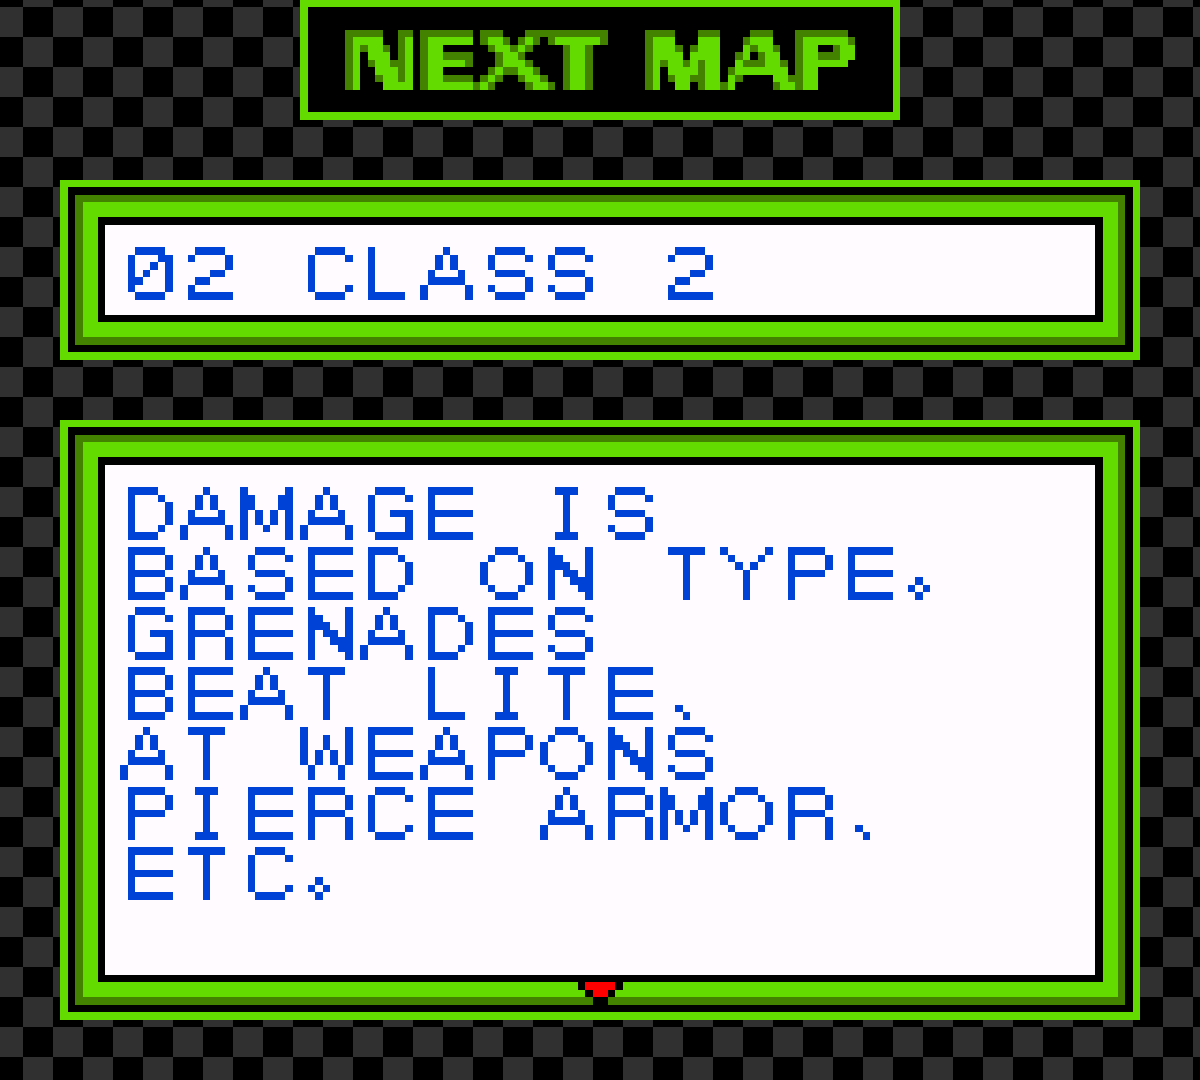 NEXT MAP
02 CLASS 2
DAMAGE IS
BASED ON TYPE。
GRENADES
BEAT LITE、
AT WEAPONS
PIERCE ARMOR、
ETC。